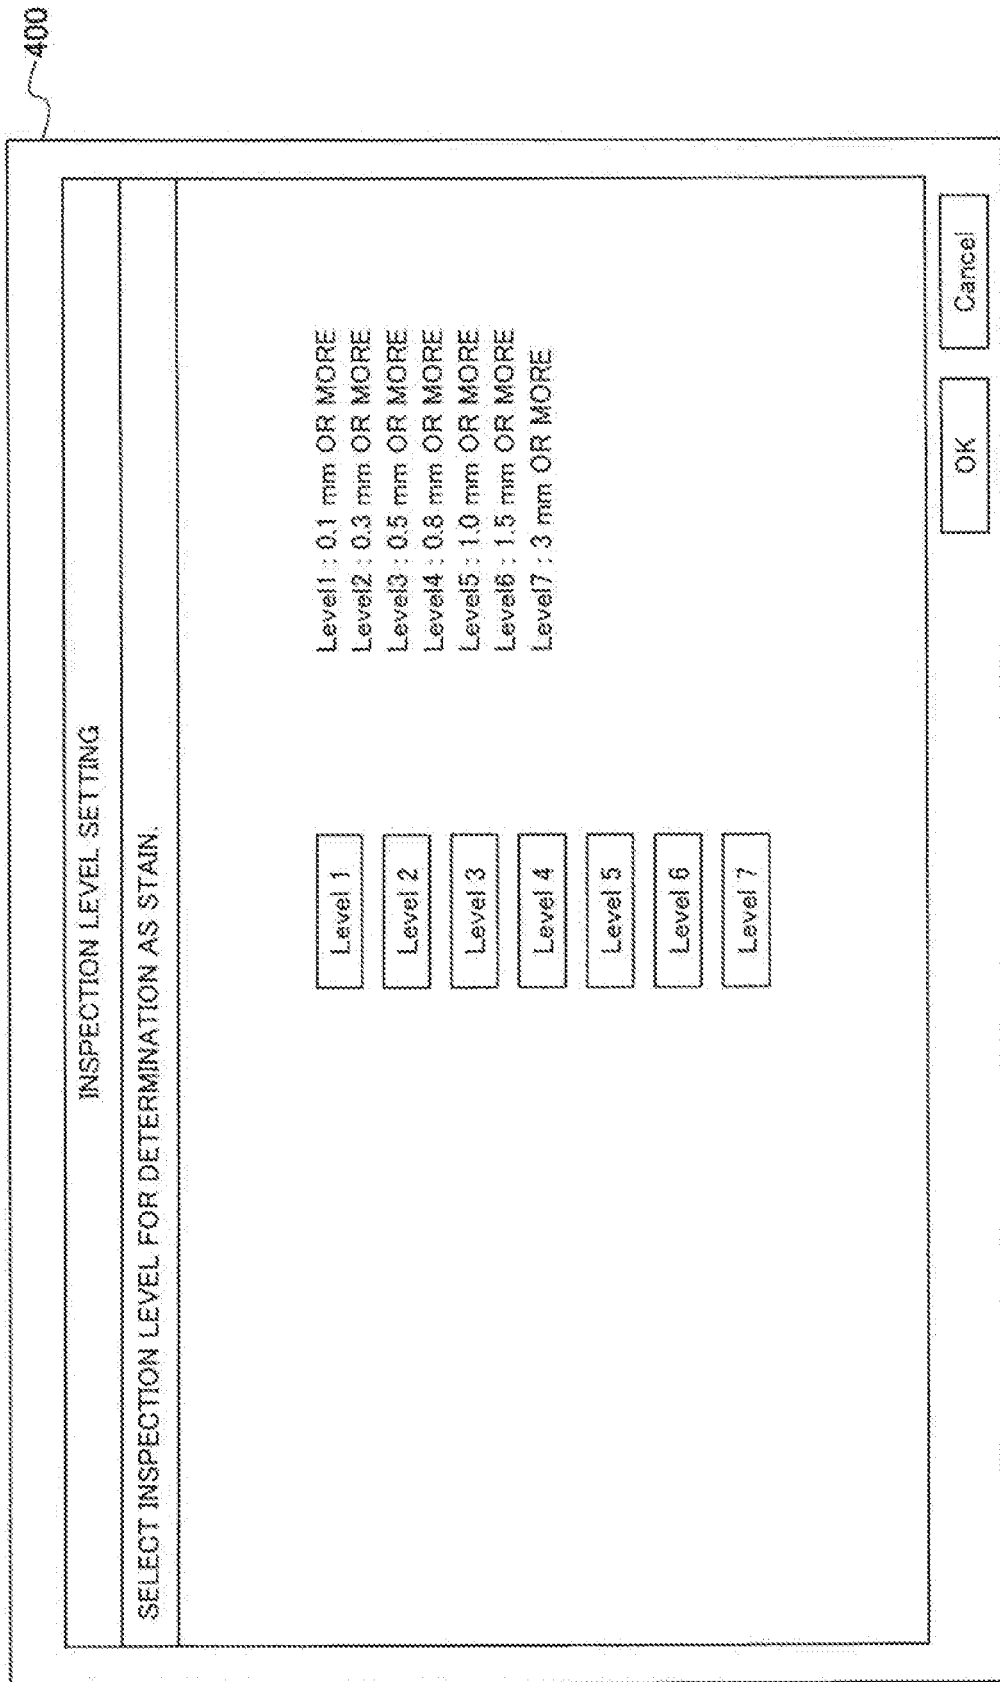 400
INSPECTION LEVEL SETTING
SELECT INSPECTION LEVEL FOR DETERMINATION AS STAIN.
Level 1
Level 2
Level 3
Level 4
Level 5
Level 6
Level 7
Level1 : 0.1 mm OR MORE
Level2 : 0.3 mm OR MORE
Level3 : 0.5 mm OR MORE
Level4 : 0.8 mm OR MORE
Level5 : 1.0 mm OR MORE
Level6 : 1.5 mm OR MORE
Level7 : 3 mm OR MORE
OK
Cancel